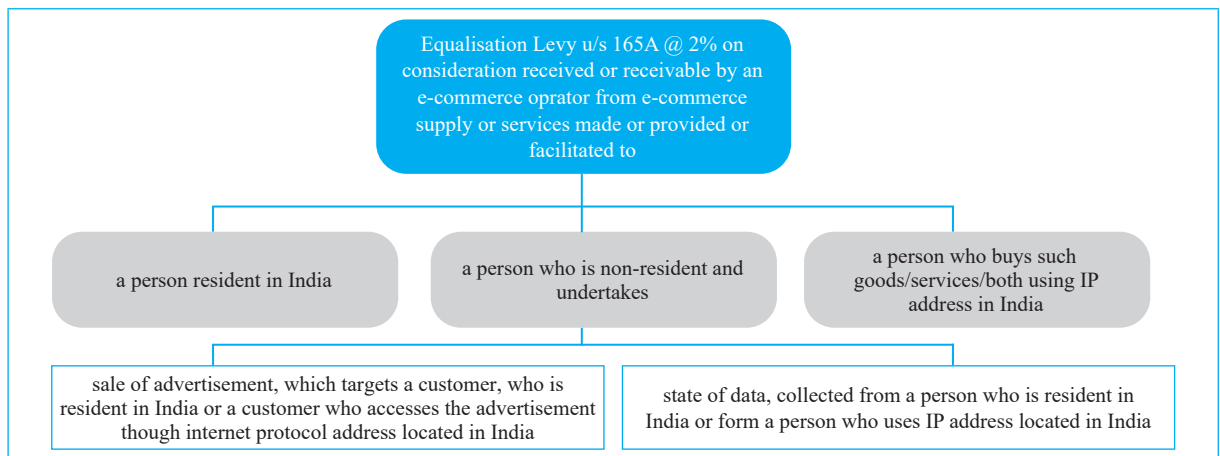 Equalisation Levy u/s 165A @ 2% on
consideration received or receivable by an
e-commerce oprator from e-commerce
supply or services made or provided or
facilitated to
a person resident in India
a person who is non-resident and
undertakes
a person who buys such
goods/services/both using IP
address in India
sale of advertisement, which targets a customer, who is
resident in India or a customer who accesses the advertisement
though internet protocol address located in India
state of data, collected from a person who is resident in
India or form a person who uses IP address located in India